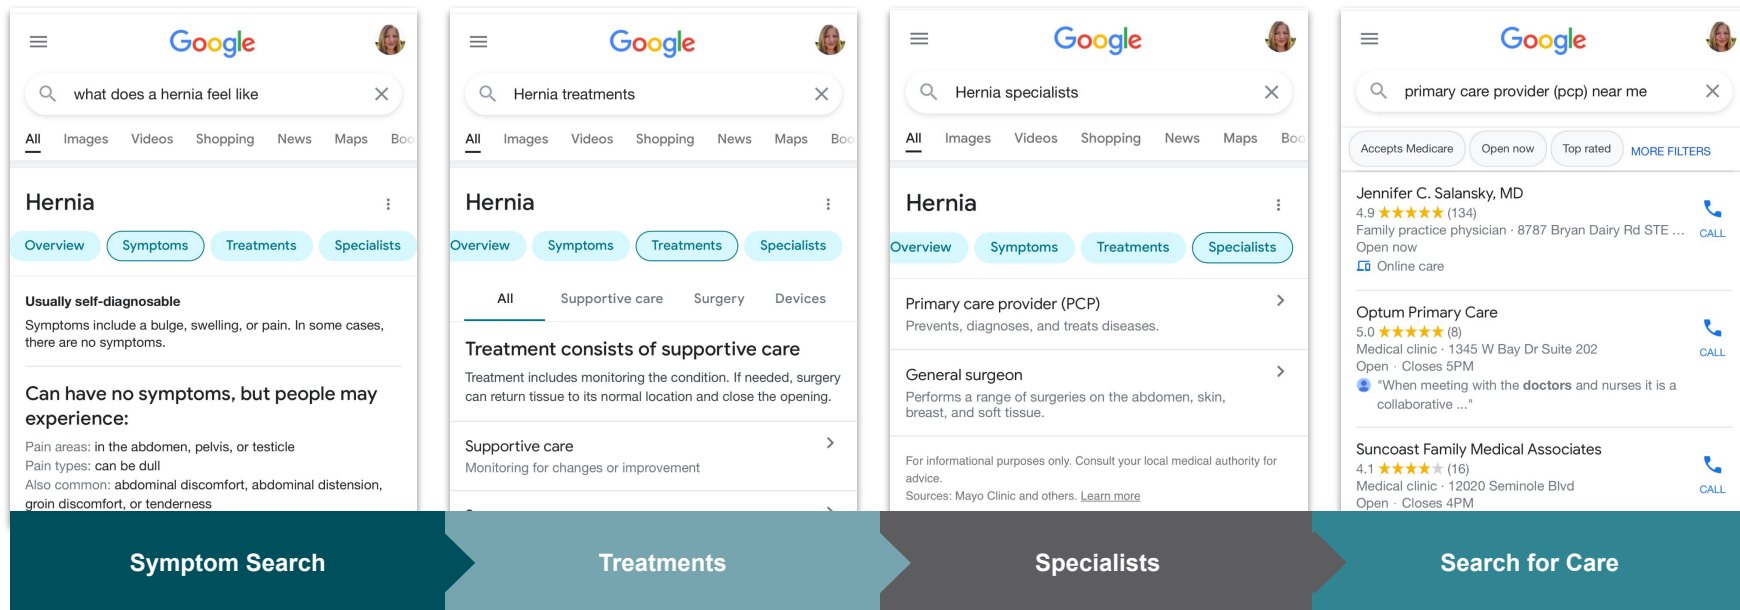 Google
what does a hernia feel like
All Images Videos Shopping News Maps Boo
Hernia
Overview Symptoms Treatments Specialists
Usually self-diagnosable
Symptoms include a bulge, swelling, or pain. In some cases,
there are no symptoms.
Can have no symptoms, but people may
experience:
Pain areas: in the abdomen, pelvis, or testicle
Pain types: can be dull
Also common: abdominal discomfort, abdominal distension,
groin discomfort, or tenderness
Symptom Search
Google
Hernia treatments
All Images Videos Shopping News Maps Boo
Hernia
Overview Symptoms Treatments Specialists
All Supportive care Surgery Devices
Treatment consists of supportive care
Treatment includes monitoring the condition. If needed, surgery
can return tissue to its normal location and close the opening.
Supportive care
Monitoring for changes or improvement
Treatments
Google
Hernia specialists
All Images Videos Shopping News Maps Boo
Hernia
Overview Symptoms Treatments Specialists
Primary care provider (PCP)
Prevents, diagnoses, and treats diseases.
General surgeon
Performs a range of surgeries on the abdomen, skin,
breast, and soft tissue.
For informational purposes only. Consult your local medical authority for
advice.
Sources: Mayo Clinic and others. Learn more
Specialists
Google
primary care provider (pcp) near me
Accepts Medicare Open now Top rated MORE FILTERS
Jennifer C. Salansky, MD
4.9 ★★★★★ (134)
Family practice physician · 8787 Bryan Dairy Rd STE ...
Open now
Online care
CALL
Optum Primary Care
5.0 ★★★★★ (8)
Medical clinic · 1345 W Bay Dr Suite 202
Open · Closes 5PM
"When meeting with the doctors and nurses it is a
collaborative ..."
CALL
Suncoast Family Medical Associates
4.1 ★★★★★ (16)
Medical clinic · 12020 Seminole Blvd
Open · Closes 4PM
CALL
Search for Care